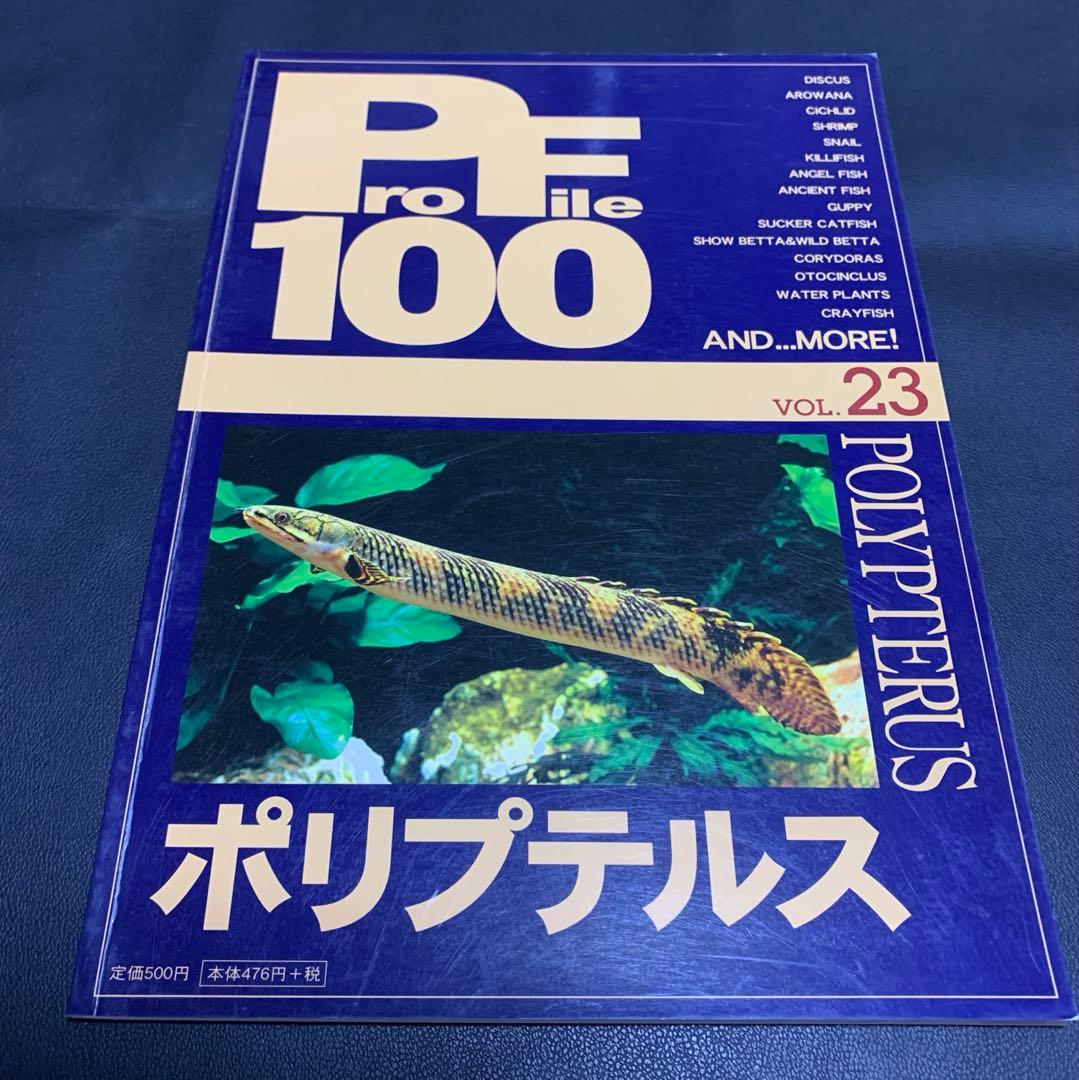 ProFile
100
DISCUS
AROWANA
CICHLID
SHRIMP
SNAIL
KILLIFISH
ANGEL FISH
ANCIENT FISH
GUPPY
SUCKER CATFISH
SHOW BETTA&WILD BETTA
CORYDORAS
OTOCINCLUS
WATER PLANTS
CRAYFISH
AND...MORE!
VOL. 23
POLYPTERUS
ポリプテルス
定価500円 本体476円+税